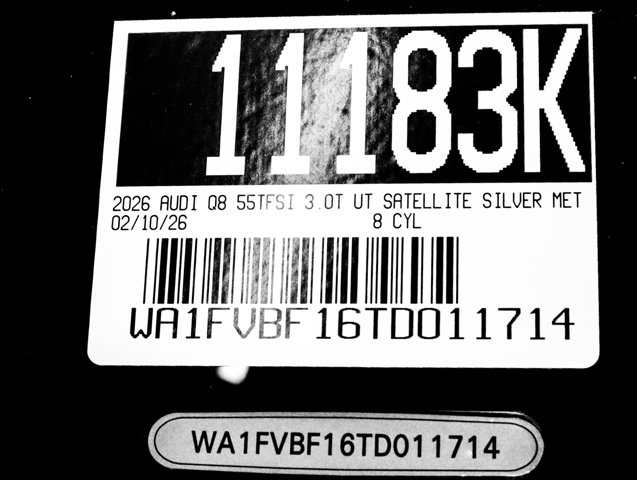 11183K
2026 AUDI Q8 55TFSI 3.0T UT SATELLITE SILVER MET
02/10/26 8 CYL
WA1FVBF16TD011714
WA1FVBF16TD011714